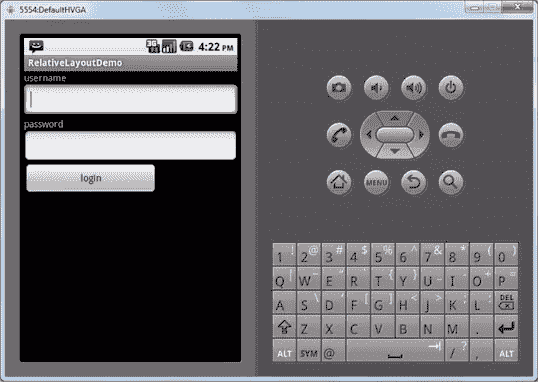 5554:DefaultHVGA
3G 4:22 PM
RelativeLayoutDemo
username
password
login
MENU
1 ! 2 @ 3 # 4 $ 5 % 6 ^ 7 & 8 * 9 ( 0 )
Q W E R T Y U I O P
A S D F G H J K L DEL
Z X C V B N M .
ALT SYM @ / ? , ALT